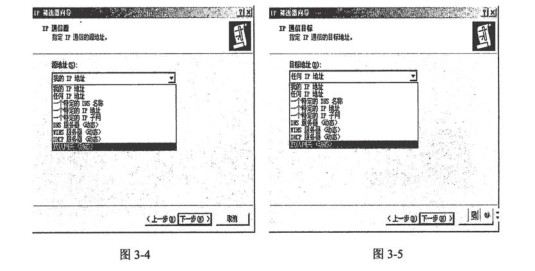 IP 筛选器向导
IP 通信源
指定 IP 通信的源地址。
源地址(S):
我的 IP 地址
我的 IP 地址
任何 IP 地址
一个特定的 DNS 名称
一个特定的 IP 地址
一个特定的 IP 子网
DNS 服务器 <动态>
WINS 服务器 <动态>
DHCP 服务器 <动态>
默认网关 <动态>
<上一步(B) 下一步(N)> 取消
图 3-4
IP 筛选器向导
IP 通信目标
指定 IP 通信的目标地址。
目标地址(D):
任何 IP 地址
我的 IP 地址
任何 IP 地址
一个特定的 DNS 名称
一个特定的 IP 地址
一个特定的 IP 子网
DNS 服务器 <动态>
WINS 服务器 <动态>
DHCP 服务器 <动态>
默认网关 <动态>
<上一步(B) 下一步(N)>
图 3-5